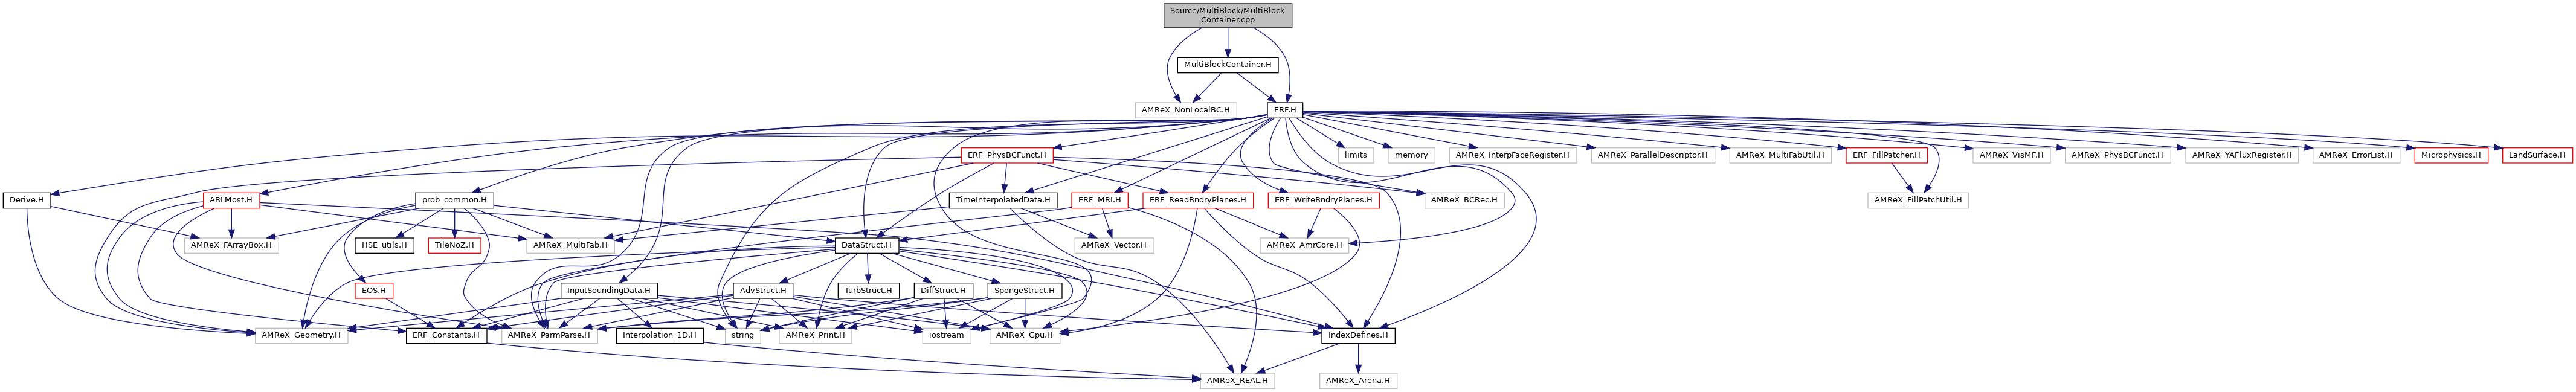 Source/MultiBlock/MultiBlock
Container.cpp
MultiBlockContainer.H
AMReX_NonLocalBC.H
ERF.H
ERF_PhysBCFunct.H
limits
memory
AMReX_InterpFaceRegister.H
AMReX_ParallelDescriptor.H
AMReX_MultiFabUtil.H
ERF_FillPatcher.H
AMReX_VisMF.H
AMReX_PhysBCFunct.H
AMReX_YAFluxRegister.H
AMReX_ErrorList.H
Microphysics.H
LandSurface.H
Derive.H
ABLMost.H
prob_common.H
TimeInterpolatedData.H
ERF_MRI.H
ERF_ReadBndryPlanes.H
ERF_WriteBndryPlanes.H
AMReX_BCRec.H
AMReX_FillPatchUtil.H
AMReX_FArrayBox.H
HSE_utils.H
TileNoZ.H
AMReX_MultiFab.H
DataStruct.H
AMReX_Vector.H
AMReX_AmrCore.H
EOS.H
InputSoundingData.H
AdvStruct.H
TurbStruct.H
DiffStruct.H
SpongeStruct.H
AMReX_Geometry.H
ERF_Constants.H
AMReX_ParmParse.H
Interpolation_1D.H
string
AMReX_Print.H
iostream
AMReX_Gpu.H
IndexDefines.H
AMReX_REAL.H
AMReX_Arena.H